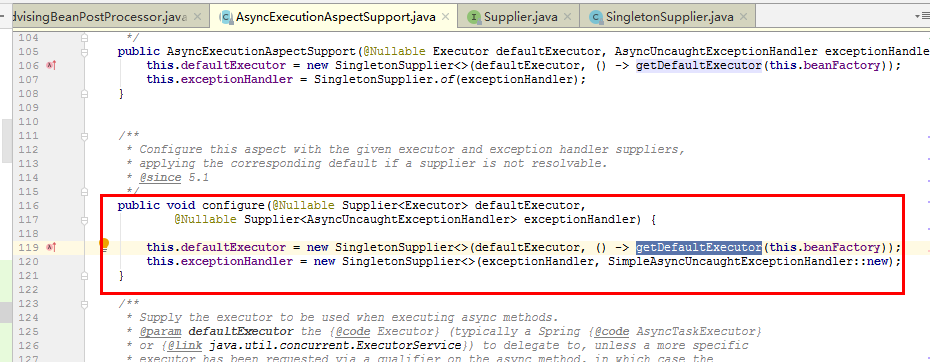 dvisingBeanPostProcessor.java × AsyncExecutionAspectSupport.java × Supplier.java × SingletonSupplier.java ×
104 */
105 public AsyncExecutionAspectSupport(@Nullable Executor defaultExecutor, AsyncUncaughtExceptionHandler exceptionHandle
106 this.defaultExecutor = new SingletonSupplier<>(defaultExecutor, () -> getDefaultExecutor(this.beanFactory));
107 this.exceptionHandler = SingletonSupplier.of(exceptionHandler);
108 }
109
110
111 /**
112 * Configure this aspect with the given executor and exception handler suppliers,
113 * applying the corresponding default if a supplier is not resolvable.
114 * @since 5.1
115 */
116 public void configure(@Nullable Supplier<Executor> defaultExecutor,
117 @Nullable Supplier<AsyncUncaughtExceptionHandler> exceptionHandler) {
118
119 this.defaultExecutor = new SingletonSupplier<>(defaultExecutor, () -> getDefaultExecutor(this.beanFactory));
120 this.exceptionHandler = new SingletonSupplier<>(exceptionHandler, SimpleAsyncUncaughtExceptionHandler::new);
121 }
122
123 /**
124 * Supply the executor to be used when executing async methods.
125 * @param defaultExecutor the {@code Executor} (typically a Spring {@code AsyncTaskExecutor}
126 * or {@link java.util.concurrent.ExecutorService}) to delegate to, unless a more specific
* executor has been requested via a qualifier on the async method, in which case the